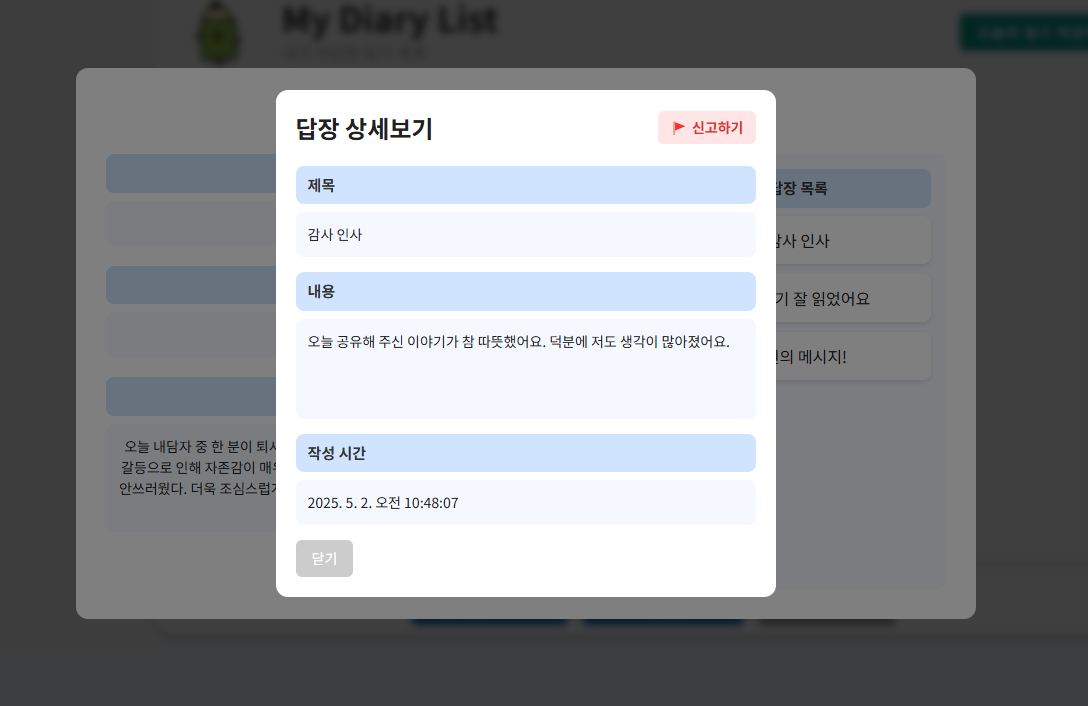 My Diary List
답장 상세보기
신고하기
제목
감사 인사
내용
오늘 공유해 주신 이야기가 참 따뜻했어요. 덕분에 저도 생각이 많아졌어요.
작성 시간
2025. 5. 2. 오전 10:48:07
닫기
답장 목록
감사 인사
기 잘 읽었어요
의 메시지!
오늘 내담자 중 한 분이 퇴사
갈등으로 인해 자존감이 매우
안쓰러웠다. 더욱 조심스럽게